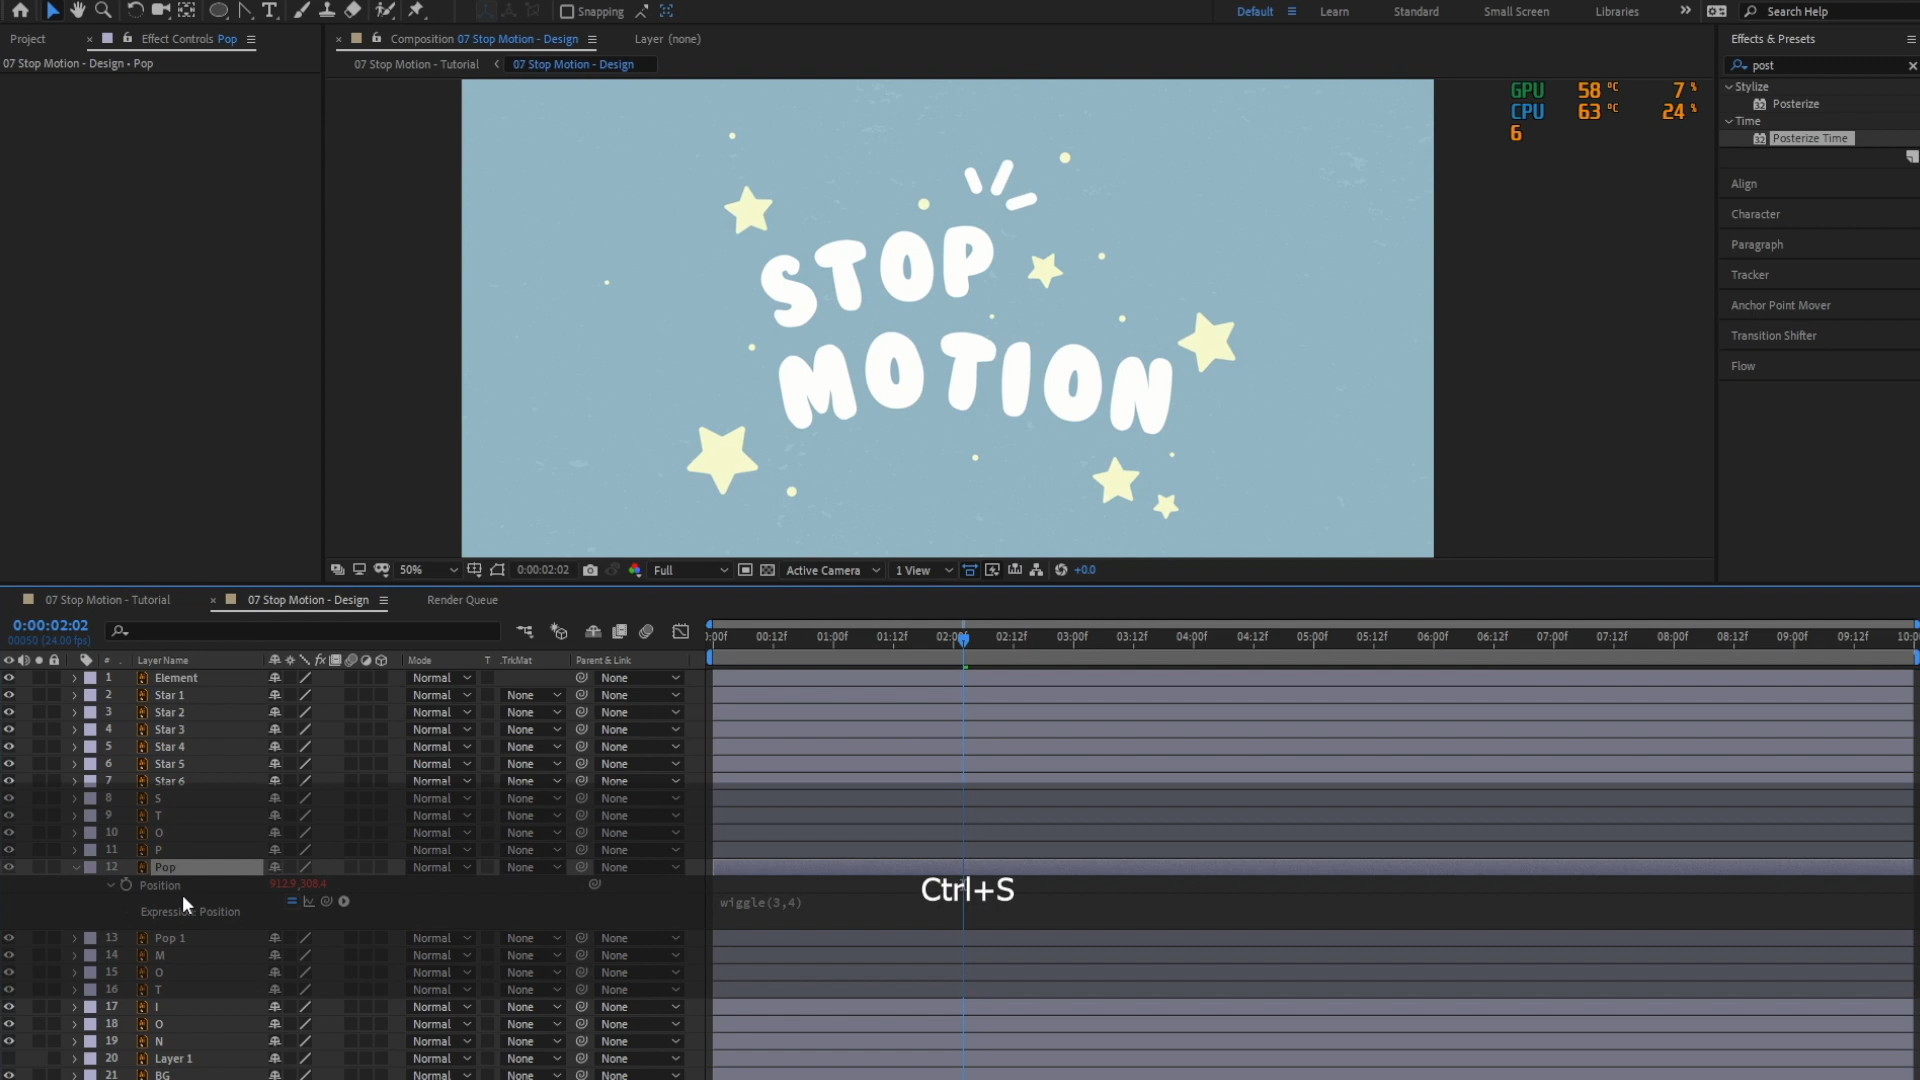 Snapping
Default
Learn
Standard
Small Screen
Libraries
Search Help
Project
Effect Controls Pop
Composition 07 Stop Motion - Design
Layer (none)
Effects & Presets
07 Stop Motion - Design • Pop
07 Stop Motion - Tutorial
07 Stop Motion - Design
post
Stylize
Posterize
Time
Posterize Time
GPU 58 °C 7 %
CPU 63 °C 24 %
6
STOP
MOTION
Align
Character
Paragraph
Tracker
Anchor Point Mover
Transition Shifter
Flow
50%
0:00:02:02
Full
Active Camera
1 View
+0.0
07 Stop Motion - Tutorial
07 Stop Motion - Design
Render Queue
0:00:02:02
00050 (24.00 fps)
:00f 00:12f 01:00f 01:12f 02:00f 02:12f 03:00f 03:12f 04:00f 04:12f 05:00f 05:12f 06:00f 06:12f 07:00f 07:12f 08:00f 08:12f 09:00f 09:12f 10:00
# . Layer Name fx Mode T .TrkMat Parent & Link
1 Element Normal None
2 Star 1 Normal None None
3 Star 2 Normal None None
4 Star 3 Normal None None
5 Star 4 Normal None None
6 Star 5 Normal None None
7 Star 6 Normal None None
8 S Normal None None
9 T Normal None None
10 O Normal None None
11 P Normal None None
12 Pop Normal None None
Position 912.9,308.4
Expression: Position
wiggle(3,4)
Ctrl+S
13 Pop 1 Normal None None
14 M Normal None None
15 O Normal None None
16 T Normal None None
17 I Normal None None
18 O Normal None None
19 N Normal None None
20 Layer 1 Normal None None
21 BG Normal None None